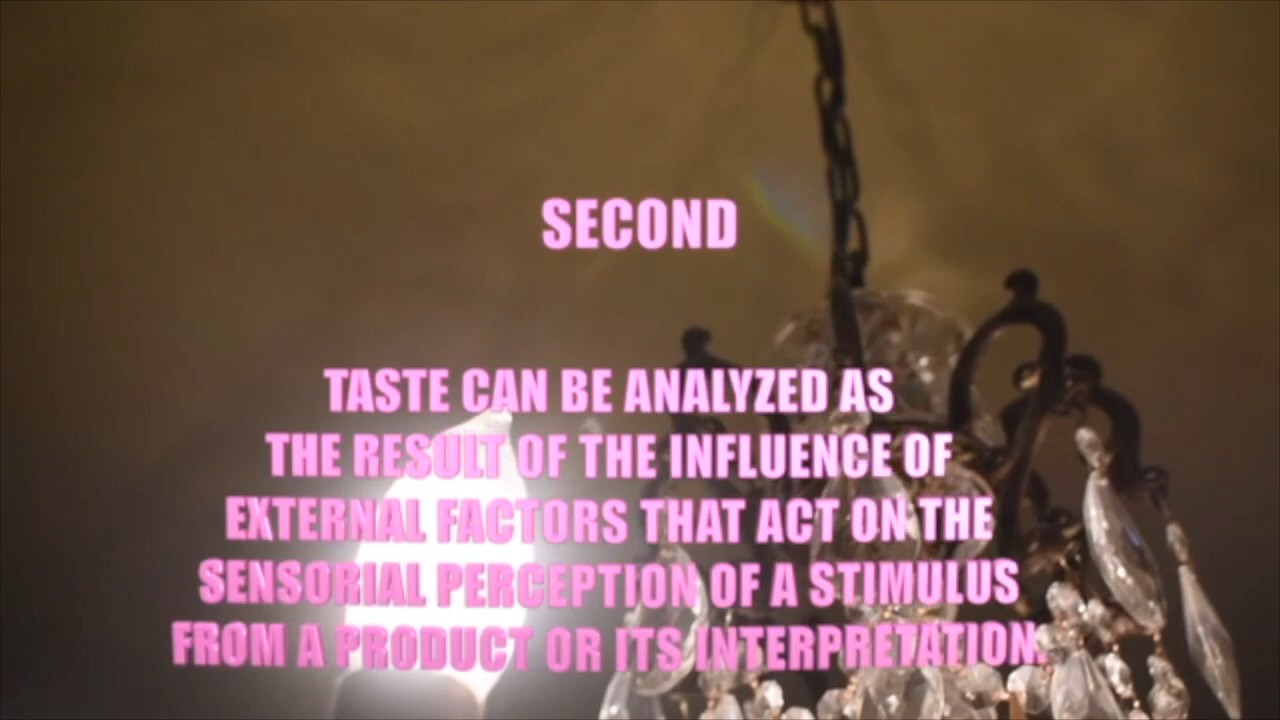 SECOND
TASTE CAN BE ANALYZED AS
THE RESULT OF THE INFLUENCE OF
EXTERNAL FACTORS THAT ACT ON THE
SENSORIAL PERCEPTION OF A STIMULUS
FROM A PRODUCT OR ITS INTERPRETATION.